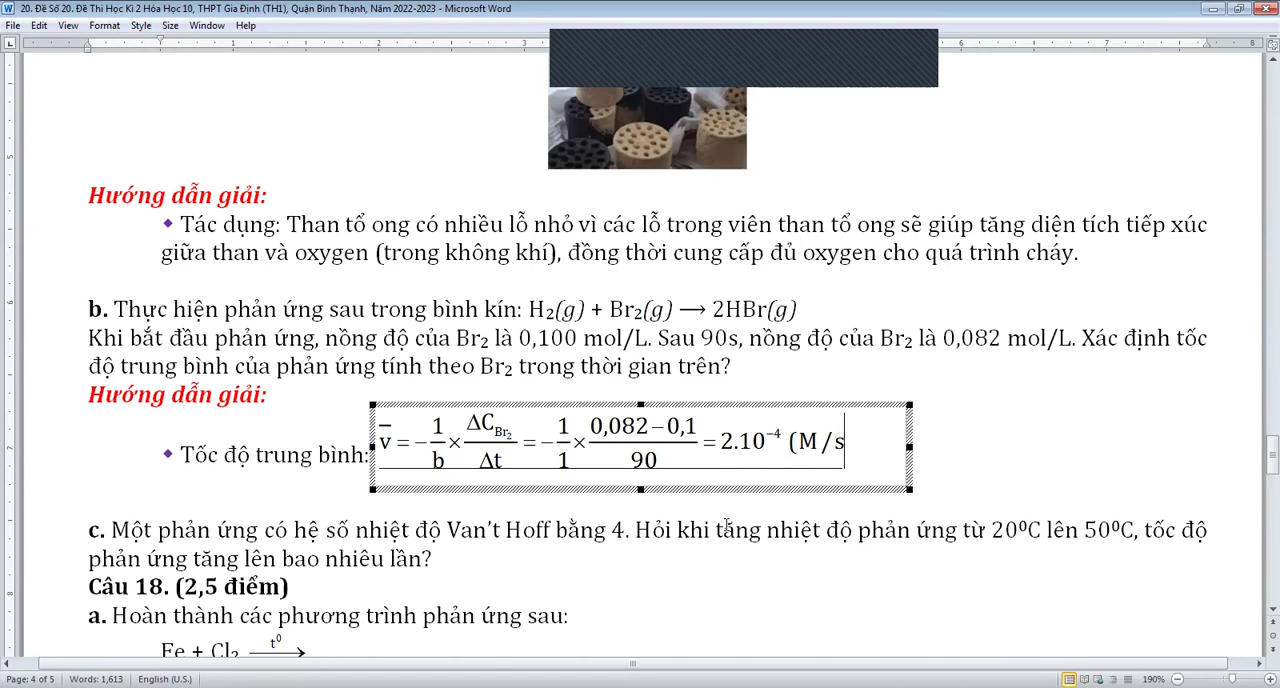 20. Đề Số 20. Đề Thi Học Kì 2 Hóa Học 10, THPT Gia Định (TH1), Quận Bình Thạnh, Năm 2022-2023 - Microsoft Word
File Edit View Format Style Size Window Help
1 2 3 6 7 8
Hướng dẫn giải:
Tác dụng: Than tổ ong có nhiều lỗ nhỏ vì các lỗ trong viên than tổ ong sẽ giúp tăng diện tích tiếp xúc
giữa than và oxygen (trong không khí), đồng thời cung cấp đủ oxygen cho quá trình cháy.
b. Thực hiện phản ứng sau trong bình kín: H₂(g) + Br₂(g) ⟶ 2HBr(g)
Khi bắt đầu phản ứng, nồng độ của Br₂ là 0,100 mol/L. Sau 90s, nồng độ của Br₂ là 0,082 mol/L. Xác định tốc
độ trung bình của phản ứng tính theo Br₂ trong thời gian trên?
Hướng dẫn giải:
Tốc độ trung bình: v̅ = −1/b × ΔC_Br₂/Δt = −1/1 × (0,082−0,1)/90 = 2.10⁻⁴ (M/s
c. Một phản ứng có hệ số nhiệt độ Van’t Hoff bằng 4. Hỏi khi tăng nhiệt độ phản ứng từ 20⁰C lên 50⁰C, tốc độ
phản ứng tăng lên bao nhiêu lần?
Câu 18. (2,5 điểm)
a. Hoàn thành các phương trình phản ứng sau:
Fe + Cl₂ t⁰⟶
Page: 4 of 5 Words: 1,613 English (U.S.) 190%